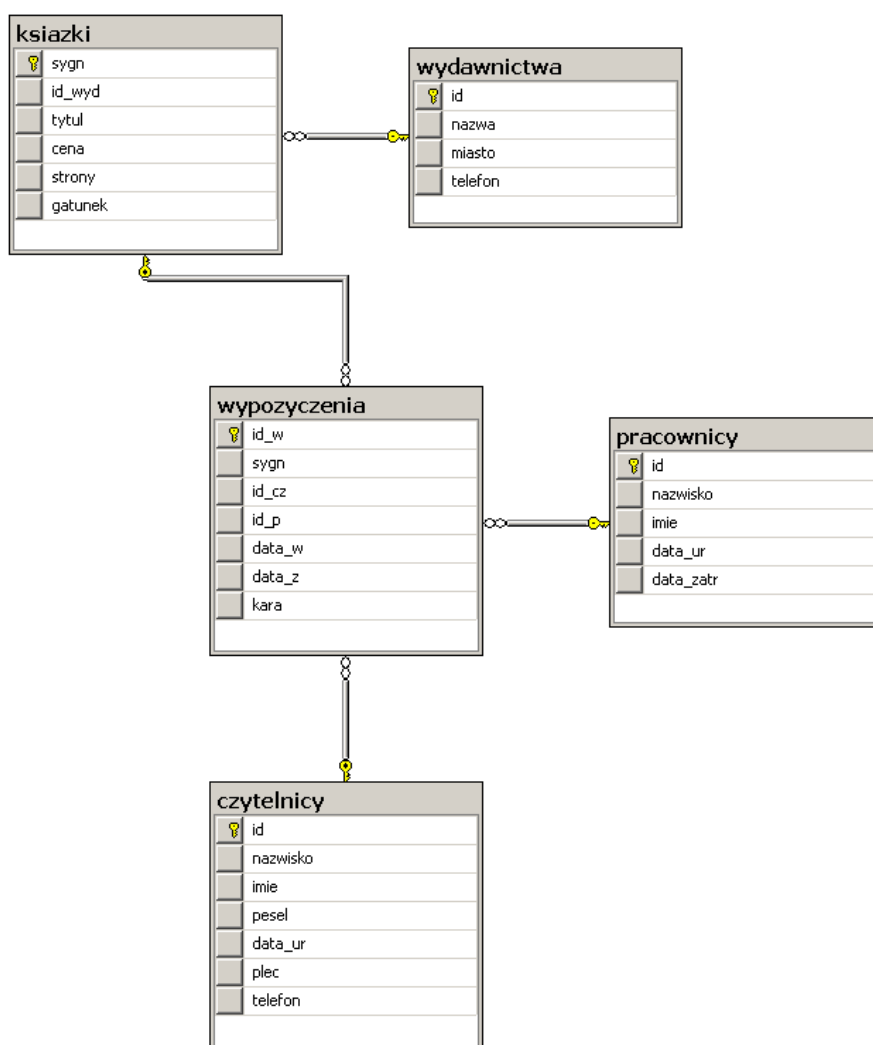 ksiazki
sygn
id_wyd
tytul
cena
strony
gatunek
wydawnictwa
id
nazwa
miasto
telefon
wypozyczenia
id_w
sygn
id_cz
id_p
data_w
data_z
kara
pracownicy
id
nazwisko
imie
data_ur
data_zatr
czytelnicy
id
nazwisko
imie
pesel
data_ur
plec
telefon